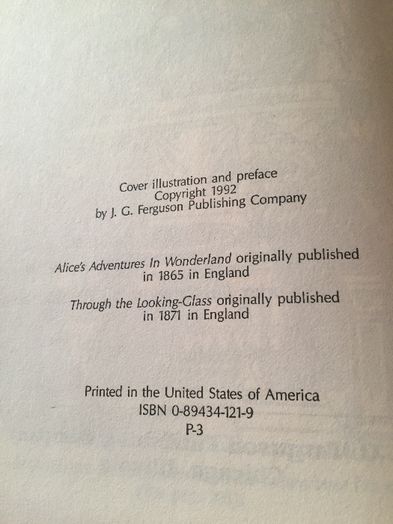 Cover illustration and preface
Copyright 1992
by J. G. Ferguson Publishing Company
Alice's Adventures In Wonderland originally published
in 1865 in England
Through the Looking-Glass originally published
in 1871 in England
Printed in the United States of America
ISBN 0-89434-121-9
P-3